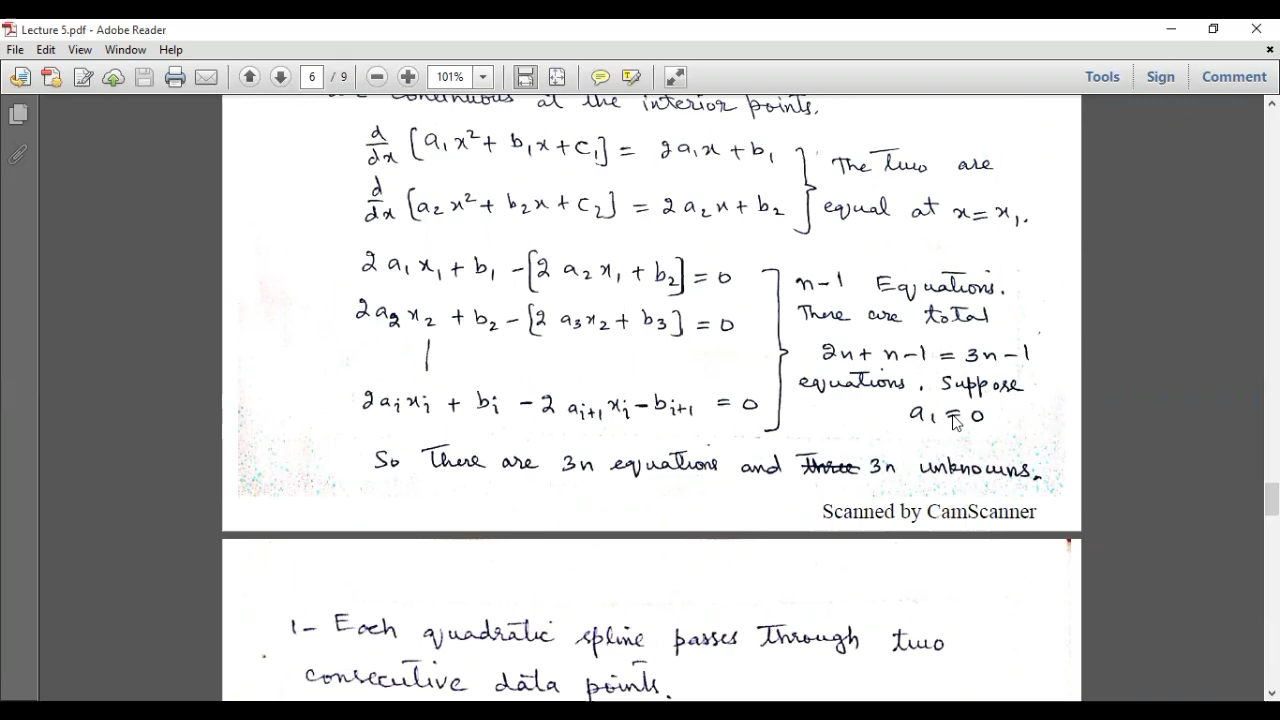 Lecture 5.pdf - Adobe Reader
File Edit View Window Help
6 / 9 101% Tools Sign Comment
continuous at the interior points.
d/dx [a₁x² + b₁x + c₁] = 2a₁x + b₁
d/dx [a₂x² + b₂x + c₂] = 2a₂x + b₂
The two are
equal at x = x₁.
2a₁x₁ + b₁ - [2a₂x₁ + b₂] = 0
2a₂x₂ + b₂ - [2a₃x₂ + b₃] = 0
|
2aᵢxᵢ + bᵢ - 2aᵢ₊₁xᵢ - bᵢ₊₁ = 0
n-1 Equations.
There are total
2n + n-1 = 3n-1
equations. Suppose
a₁ = 0
So There are 3n equations and 3n unknowns.
Scanned by CamScanner
1- Each quadratic spline passes Through two
consecutive data points.